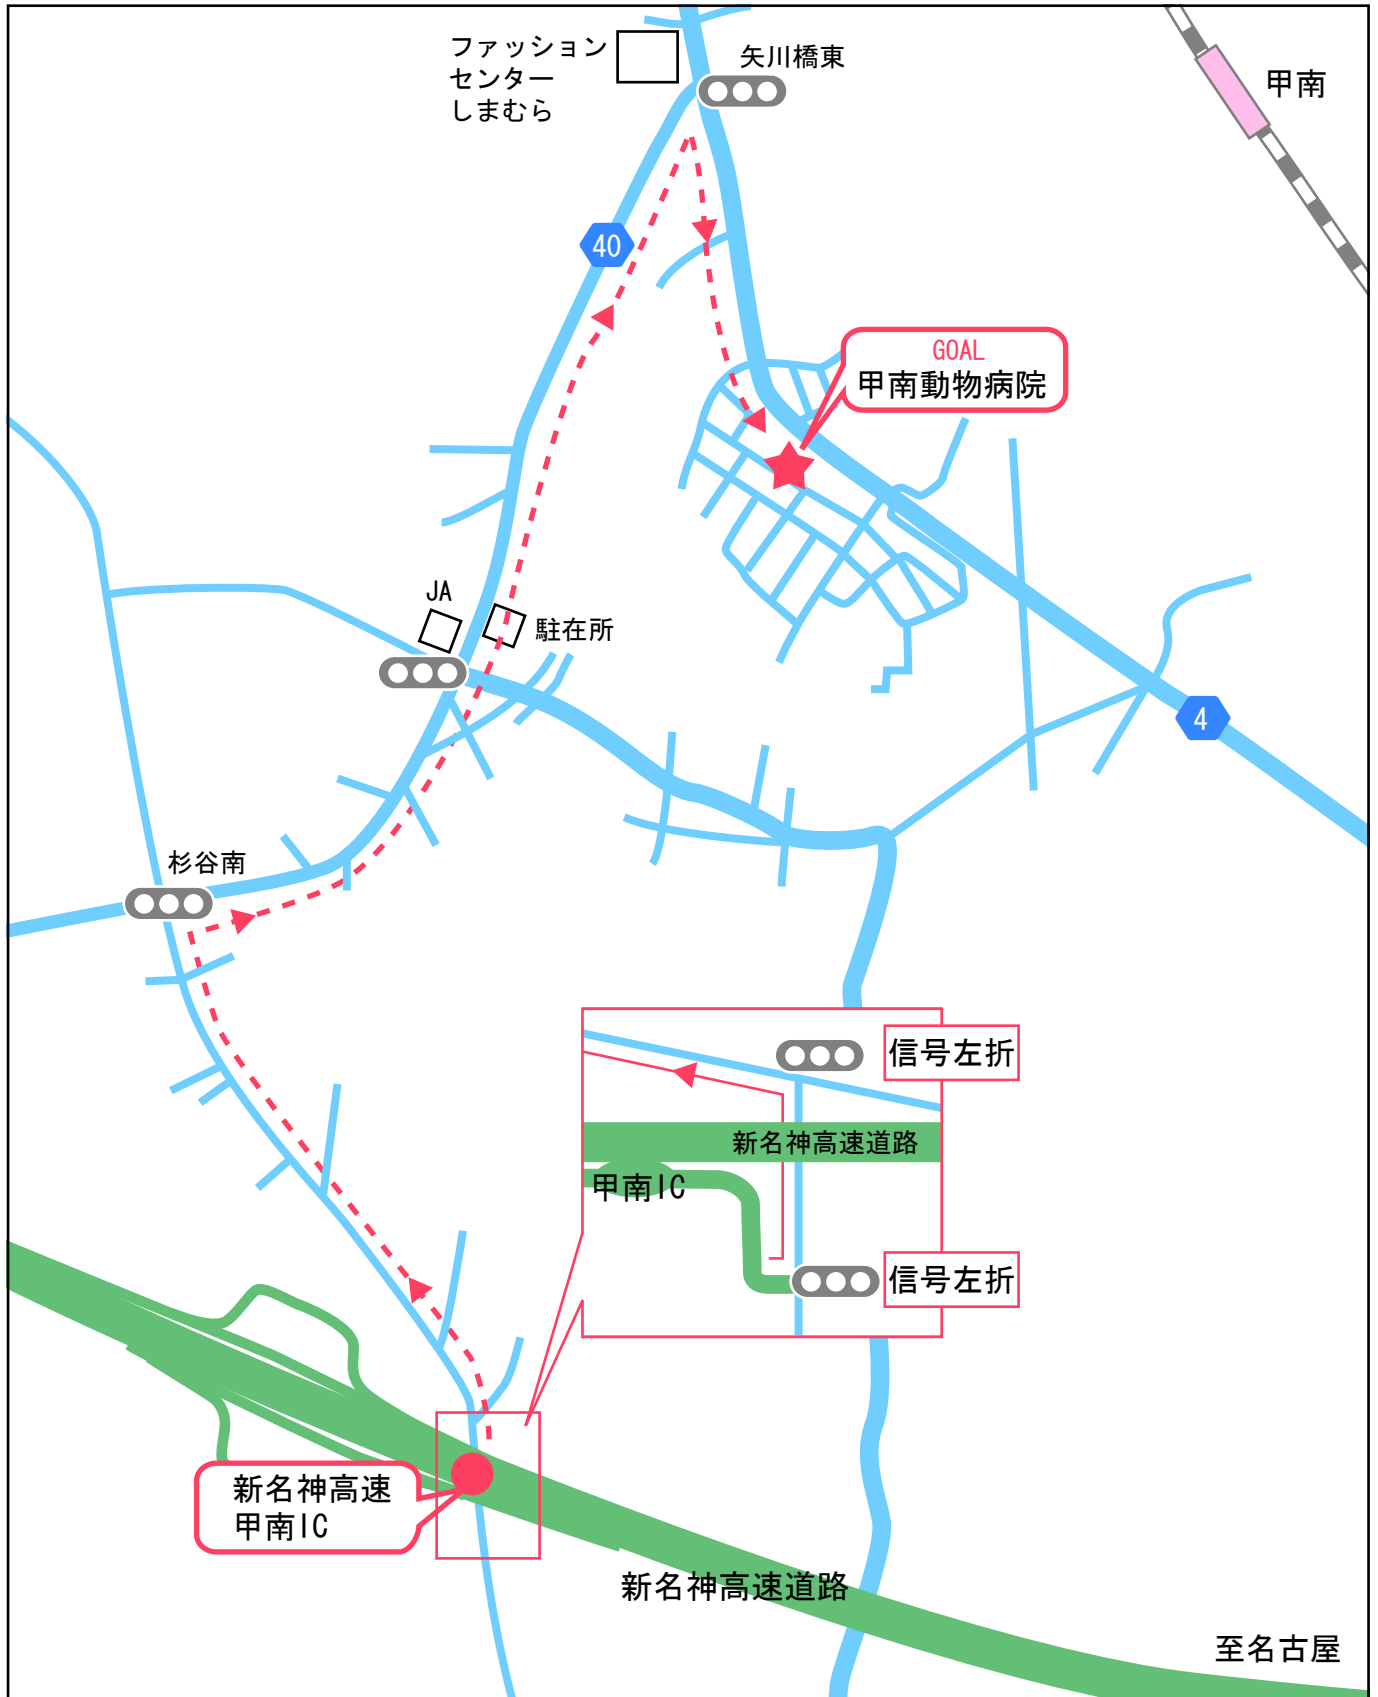 ファッション
センター
しまむら
矢川橋東
甲南
40
GOAL
甲南動物病院
JA
駐在所
4
杉谷南
信号左折
新名神高速道路
甲南IC
信号左折
新名神高速
甲南IC
新名神高速道路
至名古屋